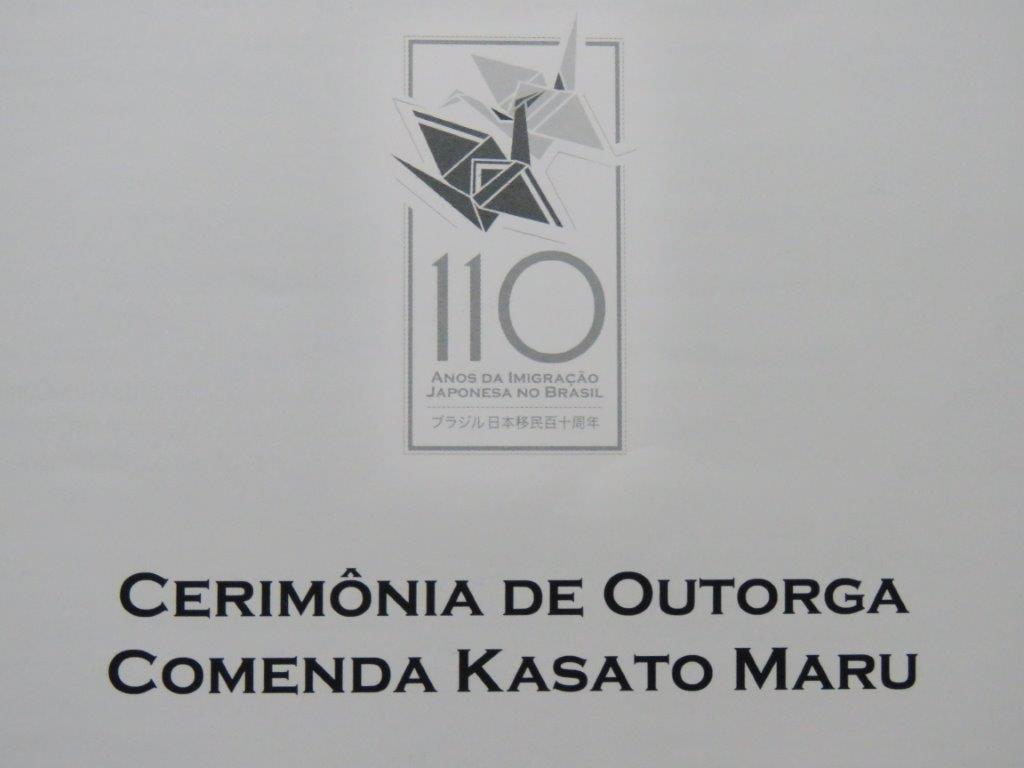 110
ANOS DA IMIGRAÇÃO
JAPONESA NO BRASIL
ブラジル日本移民百十周年
CERIMÔNIA DE OUTORGA
COMENDA KASATO MARU